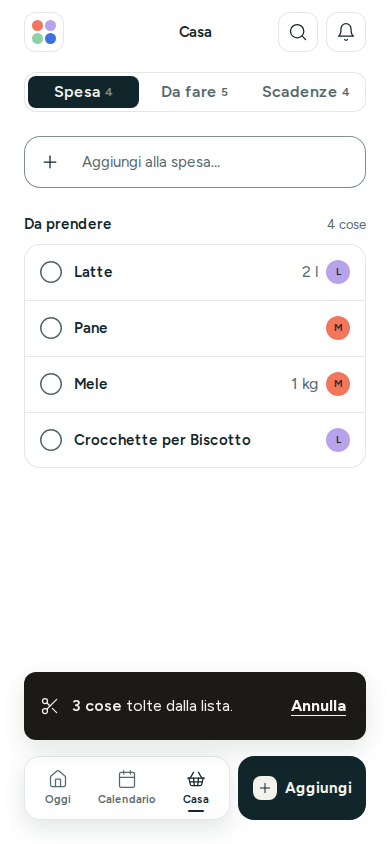 Casa
Spesa 4
Da fare 5
Scadenze 4
Aggiungi alla spesa...
Da prendere
4 cose
Latte
2 l
L
Pane
M
Mele
1 kg
M
Crocchette per Biscotto
L
3 cose tolte dalla lista.
Annulla
Oggi
Calendario
Casa
Aggiungi